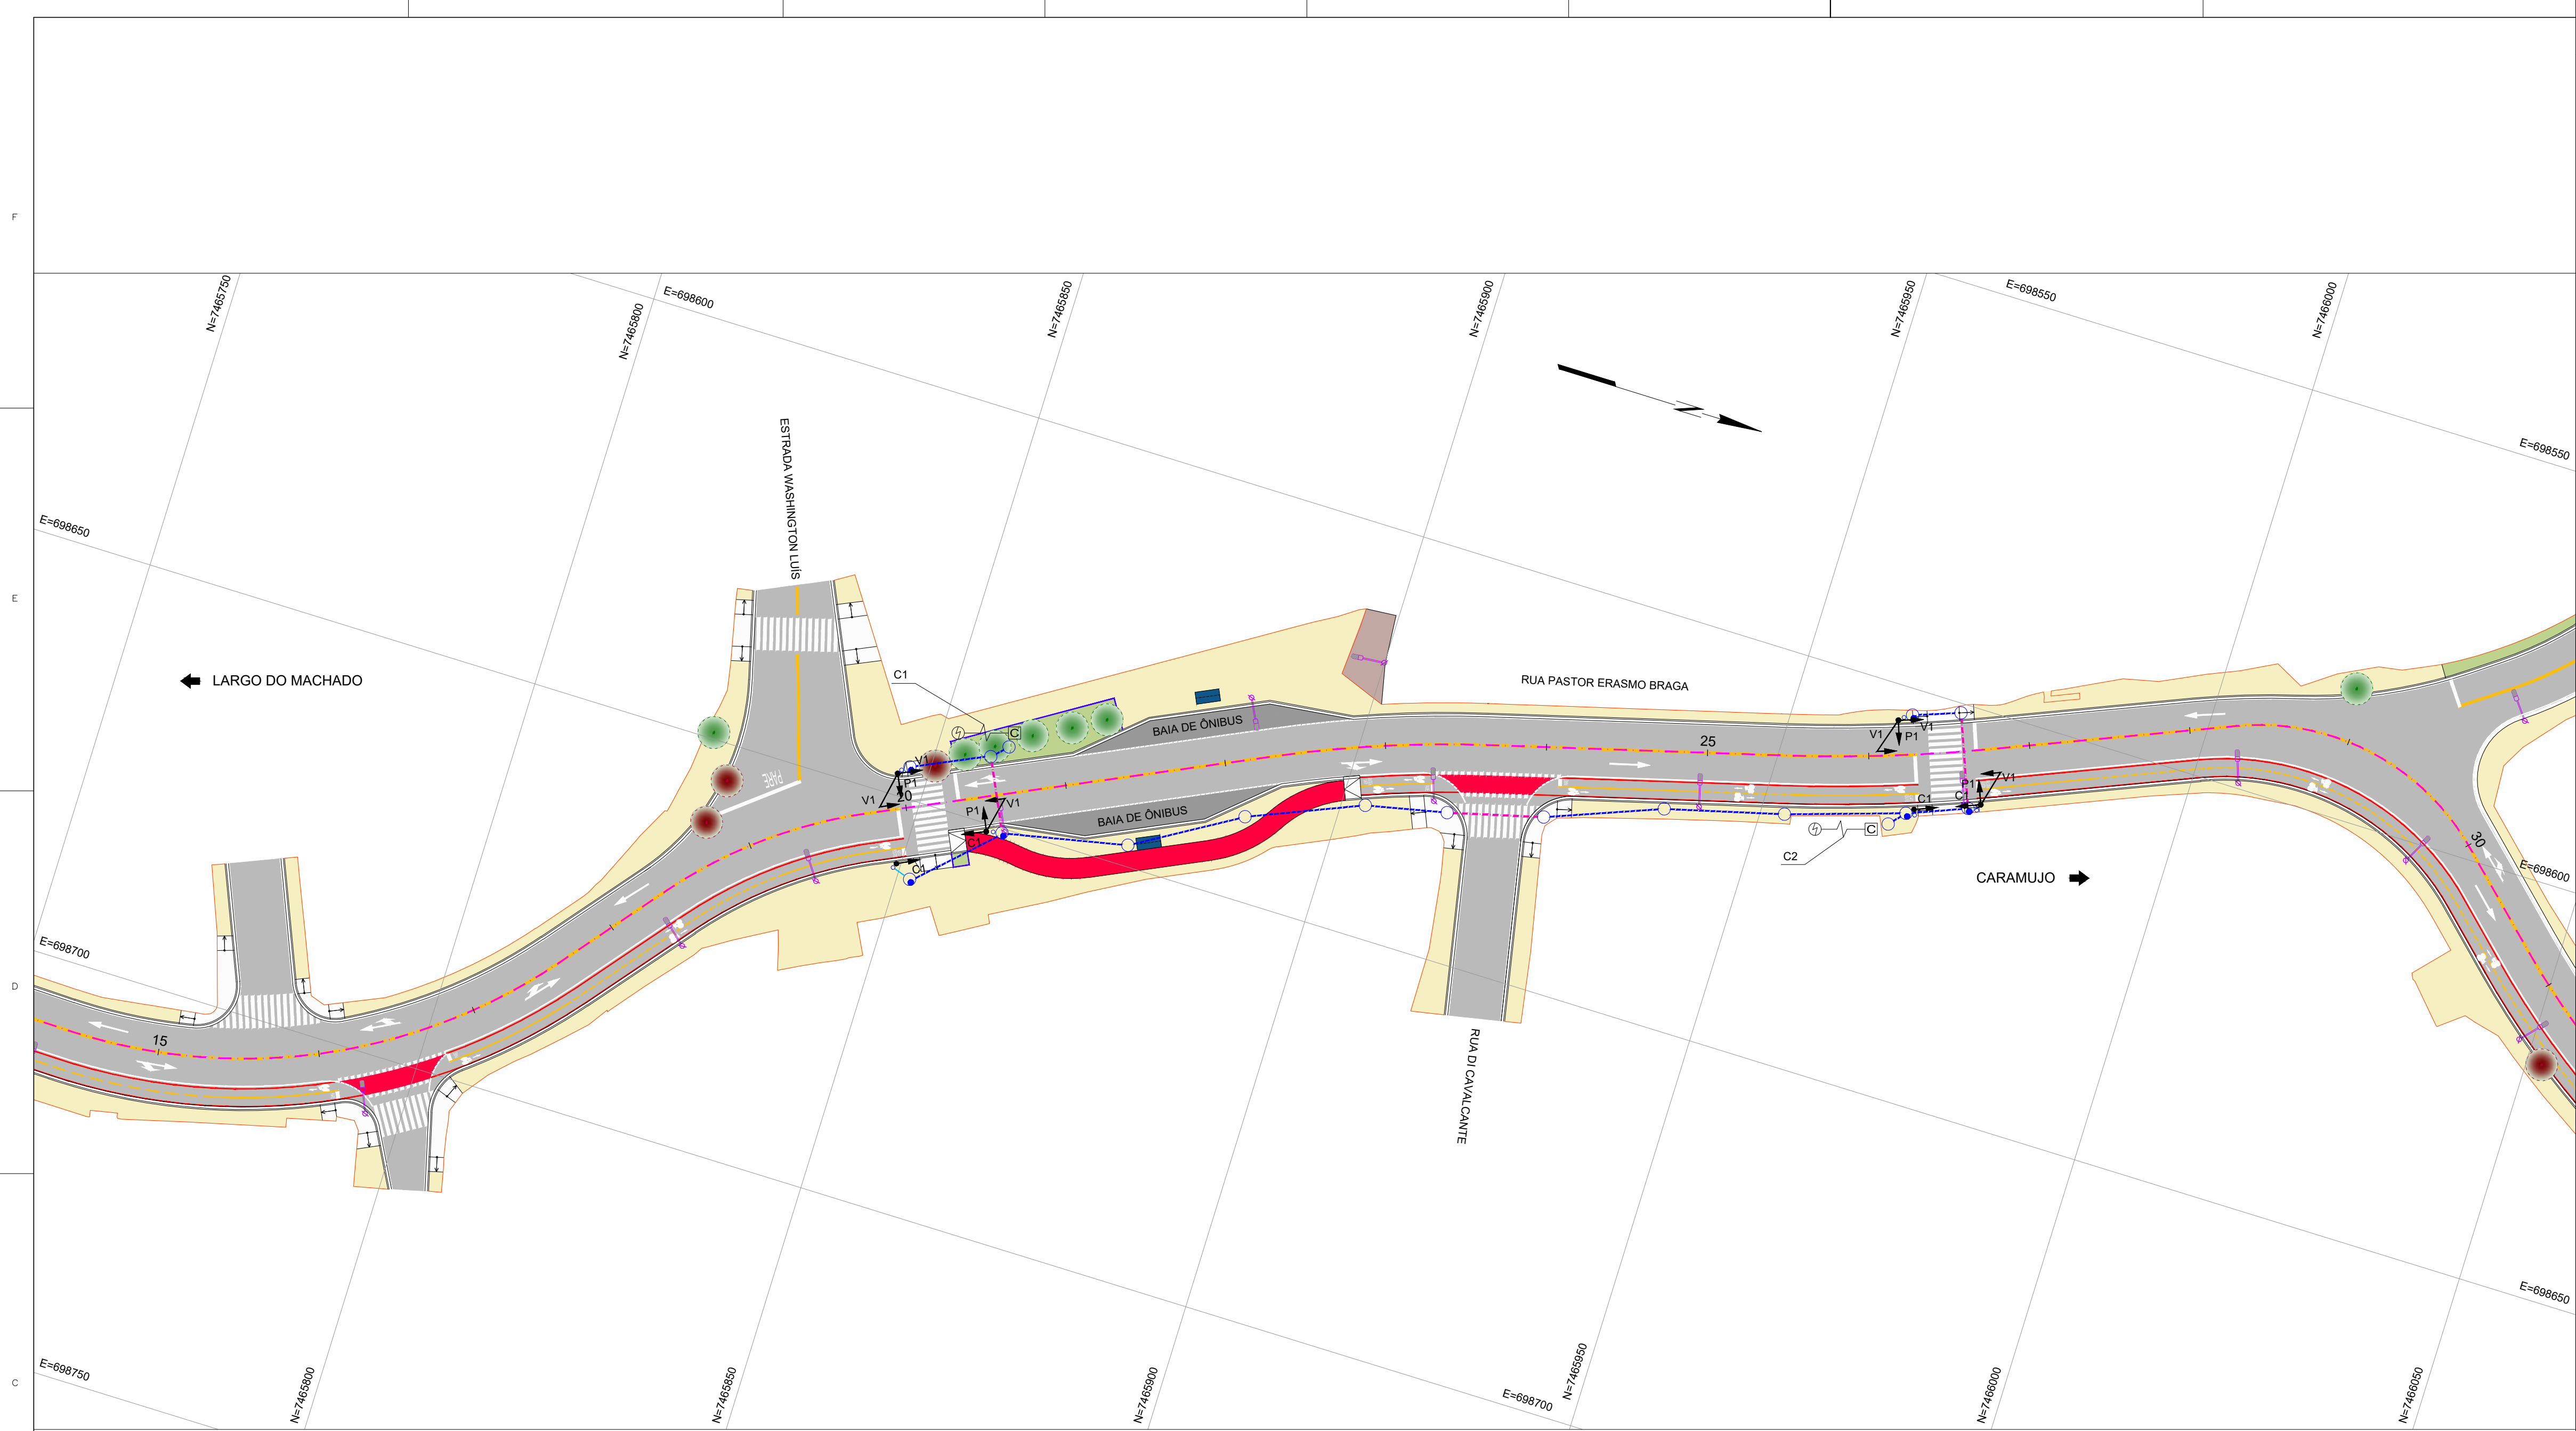 F
E
D
C
N=7465750
N=7465800
E=698600
N=7465850
N=7465900
N=7465950
E=698550
N=7466000
E=698550
E=698650
ESTRADA WASHINGTON LUÍS
LARGO DO MACHADO
C1
C
RUA PASTOR ERASMO BRAGA
BAIA DE ÔNIBUS
BAIA DE ÔNIBUS
PARE
V1
P1
V1
20
P1
V1
C1
C1
25
V1
P1
V1
C1
C1
P1
V1
C
C2
CARAMUJO
30
E=698600
E=698700
15
RUA DI CAVALCANTE
E=698650
E=698750
N=7465800
N=7465850
N=7465900
E=698700
N=7465950
N=7466000
N=7466050